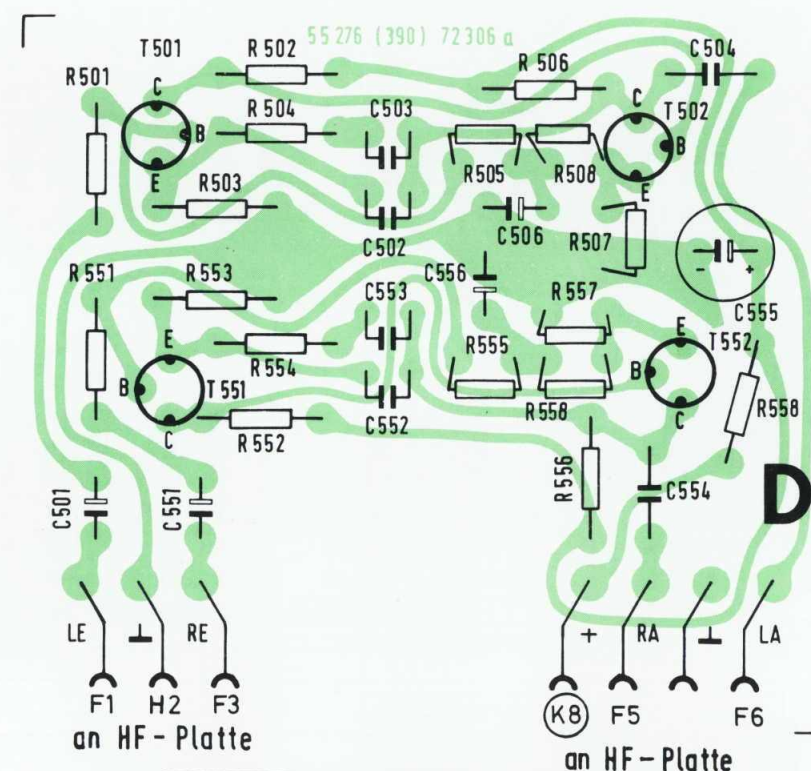 55276 (390) 72306 a
T501
R502
C504
R501
R506
C
R504
C503
C
T502
B
B
E
R505
R508
E
R503
C506
R507
C502
R551
R553
C556
- +
C553
R557
C555
E
E
T552
R554
R555
B
T551
B
C
R552
C552
R558
C
R558
R556
C501
C551
C554
D
LE
⊥
RE
+
RA
⊥
LA
F1
H2
F3
K8
F5
F6
an HF-Platte
an HF-Platte